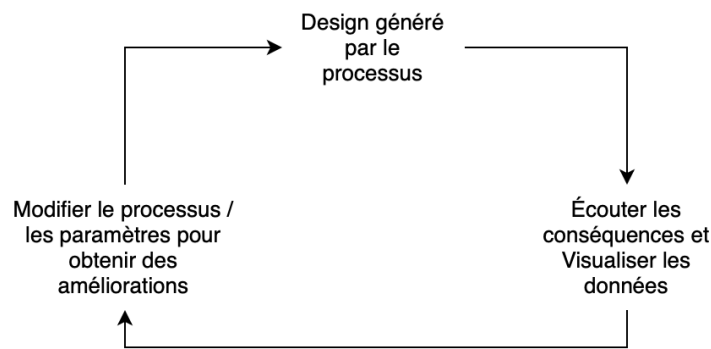 Design généré
par le
processus
Modifier le processus /
les paramètres pour
obtenir des
améliorations
Écouter les
conséquences et
Visualiser les
données